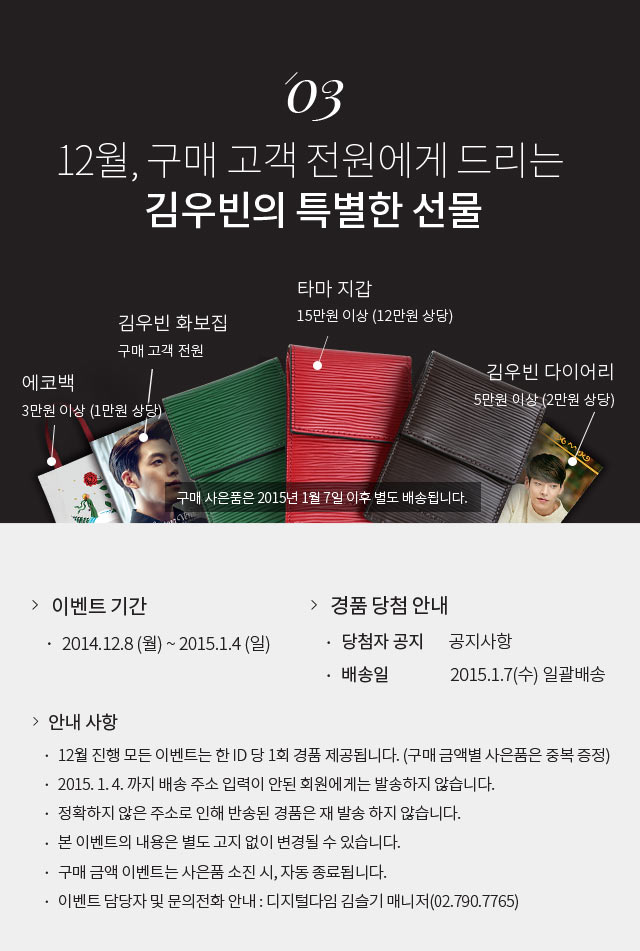 '03
12월, 구매 고객 전원에게 드리는
김우빈의 특별한 선물
타마 지갑
15만원 이상 (12만원 상당)
김우빈 화보집
구매 고객 전원
김우빈 다이어리
5만원 이상 (2만원 상당)
에코백
3만원 이상 (1만원 상당)
구매 사은품은 2015년 1월 7일 이후 별도 배송됩니다.
이벤트 기간
· 2014.12.8 (월) ~ 2015.1.4 (일)
경품 당첨 안내
· 당첨자 공지 공지사항
· 배송일 2015.1.7(수) 일괄배송
안내 사항
· 12월 진행 모든 이벤트는 한 ID 당 1회 경품 제공됩니다. (구매 금액별 사은품은 중복 증정)
· 2015. 1. 4. 까지 배송 주소 입력이 안된 회원에게는 발송하지 않습니다.
· 정확하지 않은 주소로 인해 반송된 경품은 재 발송 하지 않습니다.
· 본 이벤트의 내용은 별도 고지 없이 변경될 수 있습니다.
· 구매 금액 이벤트는 사은품 소진 시, 자동 종료됩니다.
· 이벤트 담당자 및 문의전화 안내 : 디지털다임 김슬기 매니저(02.790.7765)